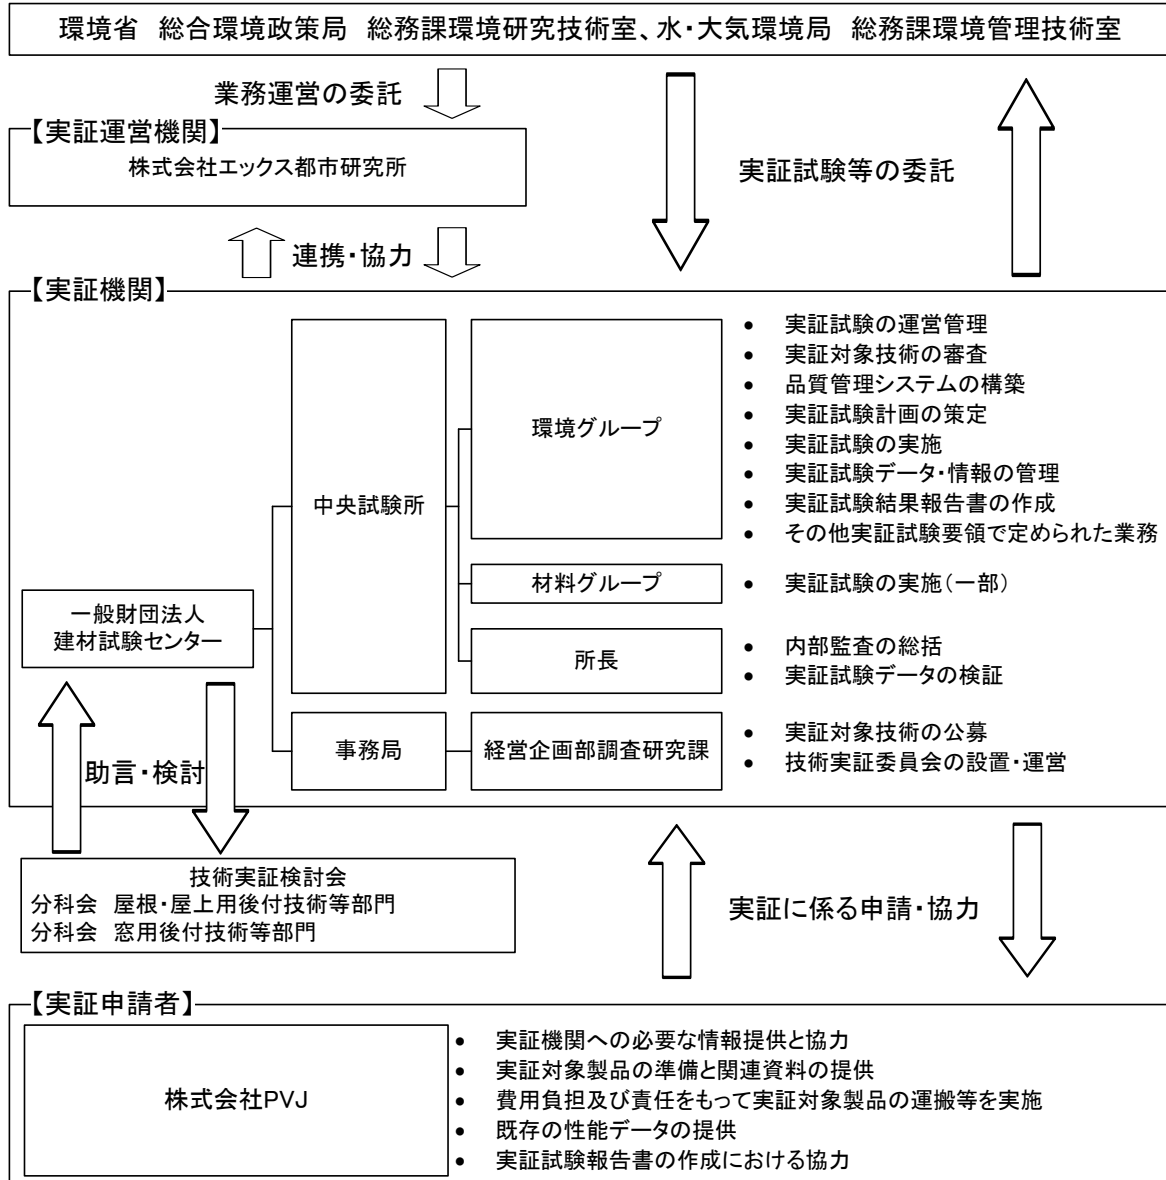 環境省 総合環境政策局 総務課環境研究技術室、水・大気環境局 総務課環境管理技術室
業務運営の委託
【実証運営機関】
株式会社エックス都市研究所
実証試験等の委託
連携・協力
【実証機関】
• 実証試験の運営管理
• 実証対象技術の審査
• 品質管理システムの構築
• 実証試験計画の策定
環境グループ
• 実証試験の実施
• 実証試験データ・情報の管理
中央試験所
• 実証試験結果報告書の作成
• その他実証試験要領で定められた業務
材料グループ
• 実証試験の実施(一部)
一般財団法人
建材試験センター
所長
• 内部監査の総括
• 実証試験データの検証
事務局
経営企画部調査研究課
• 実証対象技術の公募
• 技術実証委員会の設置・運営
助言・検討
技術実証検討会
分科会 屋根・屋上用後付技術等部門
分科会 窓用後付技術等部門
実証に係る申請・協力
【実証申請者】
株式会社PVJ
• 実証機関への必要な情報提供と協力
• 実証対象製品の準備と関連資料の提供
• 費用負担及び責任をもって実証対象製品の運搬等を実施
• 既存の性能データの提供
• 実証試験報告書の作成における協力